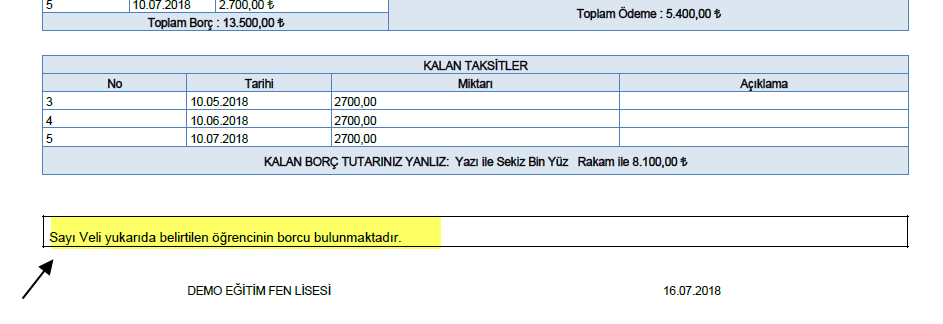 5 10.07.2018 2.700,00 ₺
Toplam Borç : 13.500,00 ₺
Toplam Ödeme : 5.400,00 ₺
KALAN TAKSİTLER
No Tarihi Miktarı Açıklama
3 10.05.2018 2700,00
4 10.06.2018 2700,00
5 10.07.2018 2700,00
KALAN BORÇ TUTARINIZ YANLIZ: Yazı ile Sekiz Bin Yüz Rakam ile 8.100,00 ₺
Sayı Veli yukarıda belirtilen öğrencinin borcu bulunmaktadır.
DEMO EĞİTİM FEN LİSESİ 16.07.2018